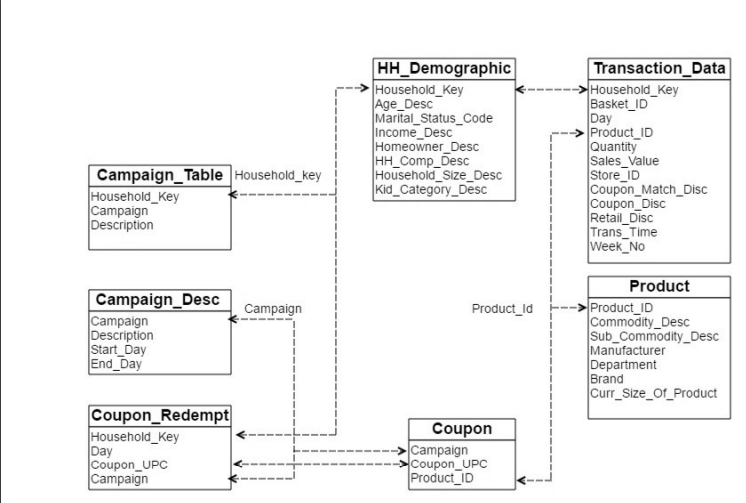 HH_Demographic
Household_Key
Age_Desc
Marital_Status_Code
Income_Desc
Homeowner_Desc
HH_Comp_Desc
Household_Size_Desc
Kid_Category_Desc
Transaction_Data
Household_Key
Basket_ID
Day
Product_ID
Quantity
Sales_Value
Store_ID
Coupon_Match_Disc
Coupon_Disc
Retail_Disc
Trans_Time
Week_No
Campaign_Table
Household_Key
Campaign
Description
Household_key
Campaign_Desc
Campaign
Description
Start_Day
End_Day
Campaign
Product_Id
Product
Product_ID
Commodity_Desc
Sub_Commodity_Desc
Manufacturer
Department
Brand
Curr_Size_Of_Product
Coupon_Redempt
Household_Key
Day
Coupon_UPC
Campaign
Coupon
Campaign
Coupon_UPC
Product_ID